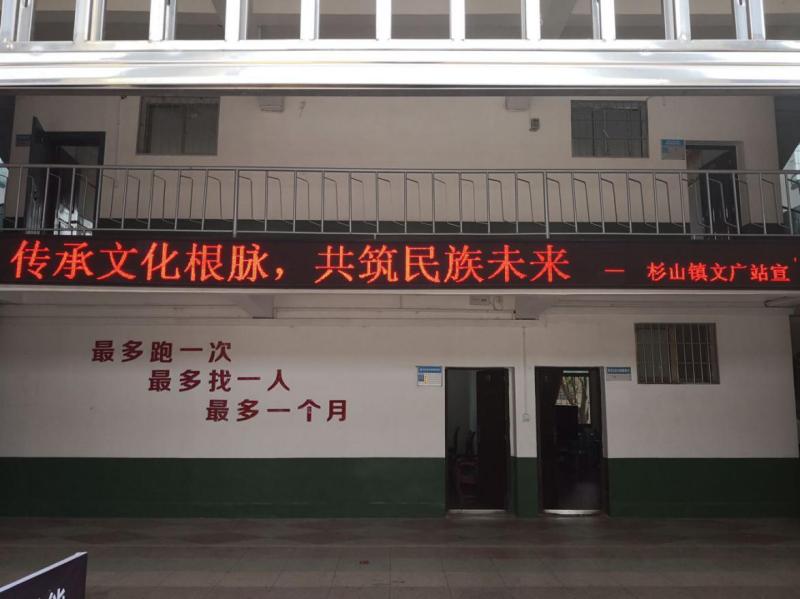 传承文化根脉，共筑民族未来 — 杉山镇文广站宣
最多跑一次
最多找一人
最多一个月